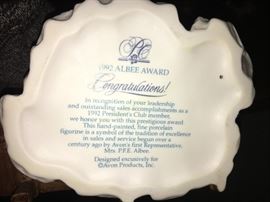 1992 ALBEE AWARD
Congratulations!
In recognition of your leadership
and outstanding sales accomplishments as a
1992 President's Club member,
we honor you with this prestigious award
This hand-painted, fine porcelain
figurine is a symbol of the tradition of excellence
in sales and service begun over a
century ago by Avon's first Representative,
Mrs. P.F.E. Albee.
Designed exclusively for
©Avon Products, Inc.